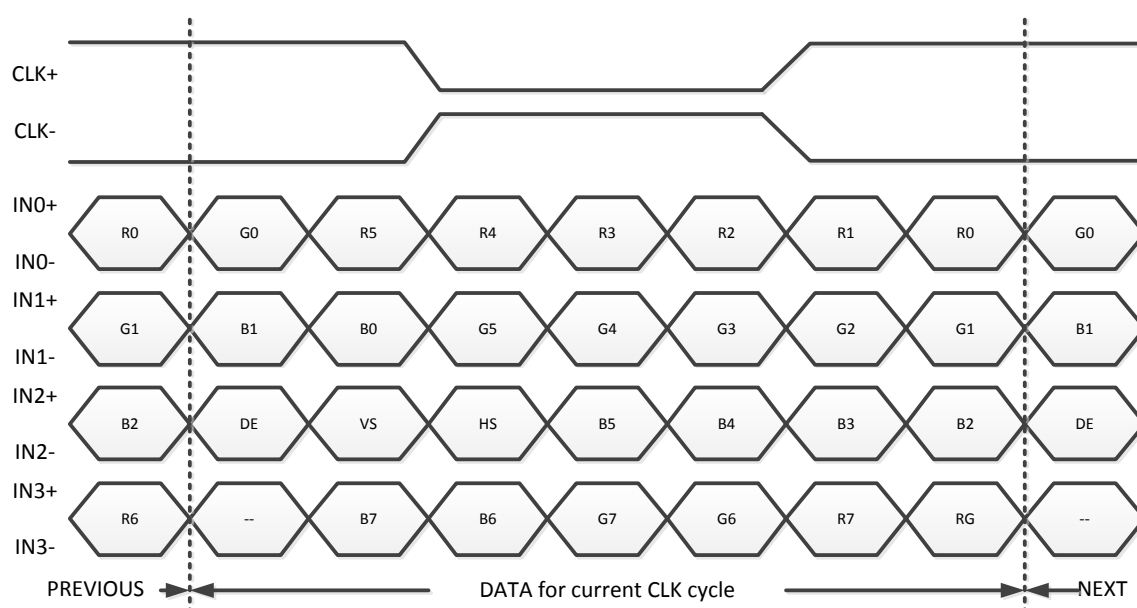 CLK+
CLK-
IN0+
R0 G0 R5 R4 R3 R2 R1 R0 G0
IN0-
IN1+
G1 B1 B0 G5 G4 G3 G2 G1 B1
IN1-
IN2+
B2 DE VS HS B5 B4 B3 B2 DE
IN2-
IN3+
R6 -- B7 B6 G7 G6 R7 RG --
IN3-
PREVIOUS DATA for current CLK cycle NEXT